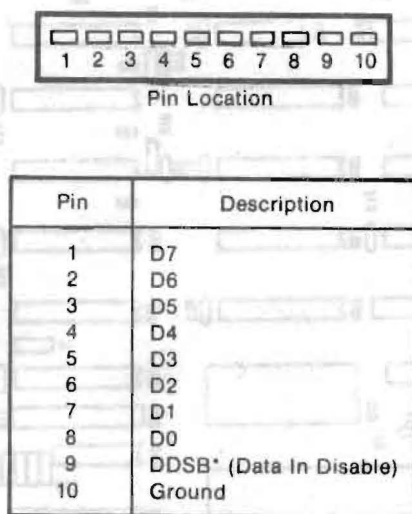 1 2 3 4 5 6 7 8 9 10
Pin Location
Pin Description
1 D7
2 D6
3 D5
4 D4
5 D3
6 D2
7 D1
8 D0
9 DDSB* (Data In Disable)
10 Ground